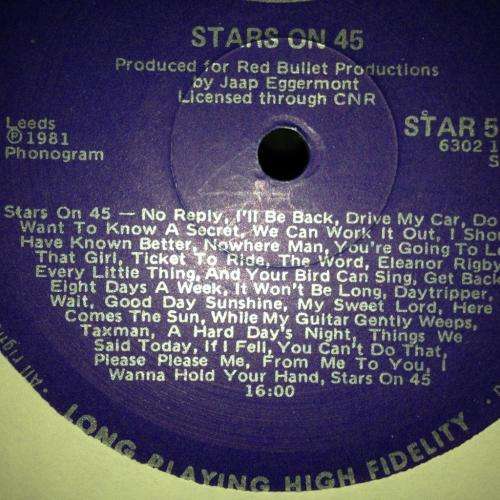 STARS ON 45
Produced for Red Bullet Productions
by Jaap Eggermont
Licensed through CNR
Leeds
℗1981
Phonogram
STAR 5
6302 1
S
Stars On 45 — No Reply, I'll Be Back, Drive My Car, Do
Want To Know A Secret, We Can Work It Out, I Shou
Have Known Better, Nowhere Man, You're Going To L
That Girl, Ticket To Ride, The Word, Eleanor Rigby
Every Little Thing, And Your Bird Can Sing, Get Back
Eight Days A Week, It Won't Be Long, Daytripper,
Wait, Good Day Sunshine, My Sweet Lord, Here
Comes The Sun, While My Guitar Gently Weeps,
Taxman, A Hard Day's Night, Things We
Said Today, If I Fell, You Can't Do That,
Please Please Me, From Me To You, I
Wanna Hold Your Hand, Stars On 45
16:00
LONG PLAYING HIGH FIDELITY